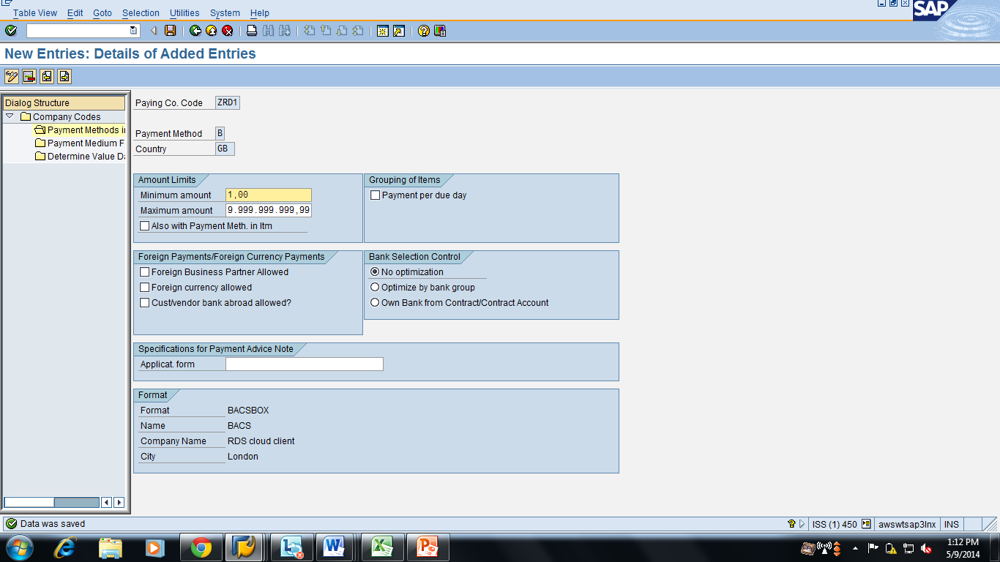 Table View Edit Goto Selection Utilities System Help
SAP
New Entries: Details of Added Entries
Dialog Structure
Company Codes
Payment Methods i
Payment Medium F
Determine Value D
Paying Co. Code ZRD1
Payment Method B
Country GB
Amount Limits
Minimum amount 1,00
Maximum amount 9.999.999.999,99
Also with Payment Meth. in Itm
Grouping of Items
Payment per due day
Foreign Payments/Foreign Currency Payments
Foreign Business Partner Allowed
Foreign currency allowed
Cust/vendor bank abroad allowed?
Bank Selection Control
No optimization
Optimize by bank group
Own Bank from Contract/Contract Account
Specifications for Payment Advice Note
Applicat. form
Format
Format BACSBOX
Name BACS
Company Name RDS cloud client
City London
Data was saved
ISS (1) 450 awswtsap3lnx INS
1:12 PM
5/9/2014